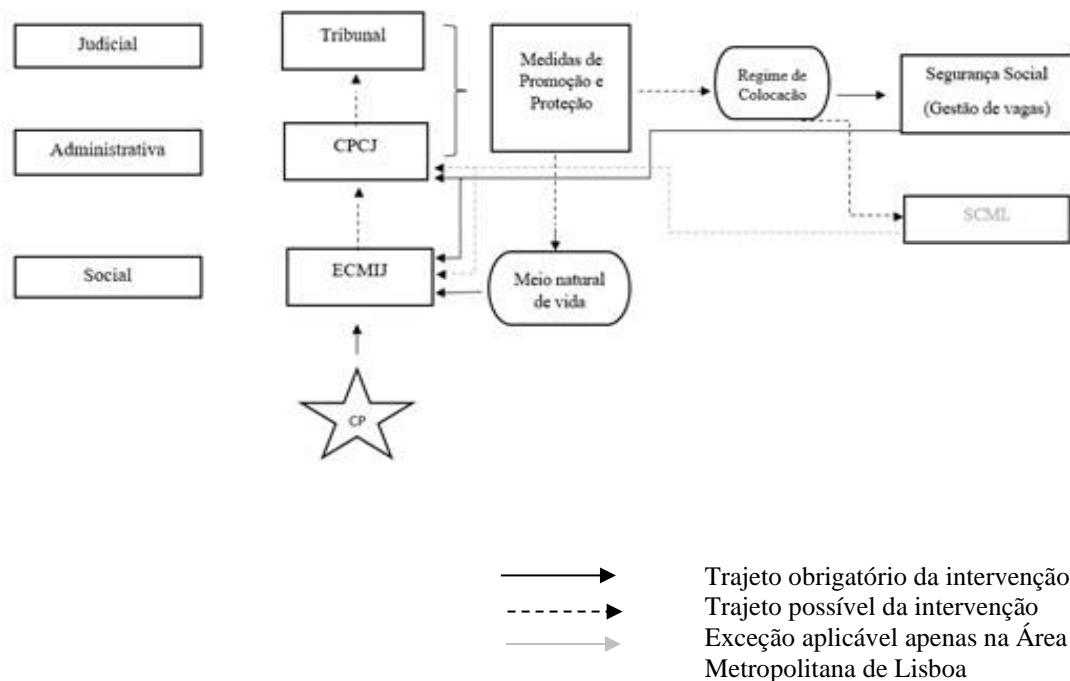 Judicial
Tribunal
Medidas de
Promoção e
Proteção
Regime de
Colocação
Segurança Social
(Gestão de vagas)
Administrativa
CPCJ
SCML
Social
ECMIJ
Meio natural
de vida
CP
Trajeto obrigatório da intervenção
Trajeto possível da intervenção
Exceção aplicável apenas na Área
Metropolitana de Lisboa